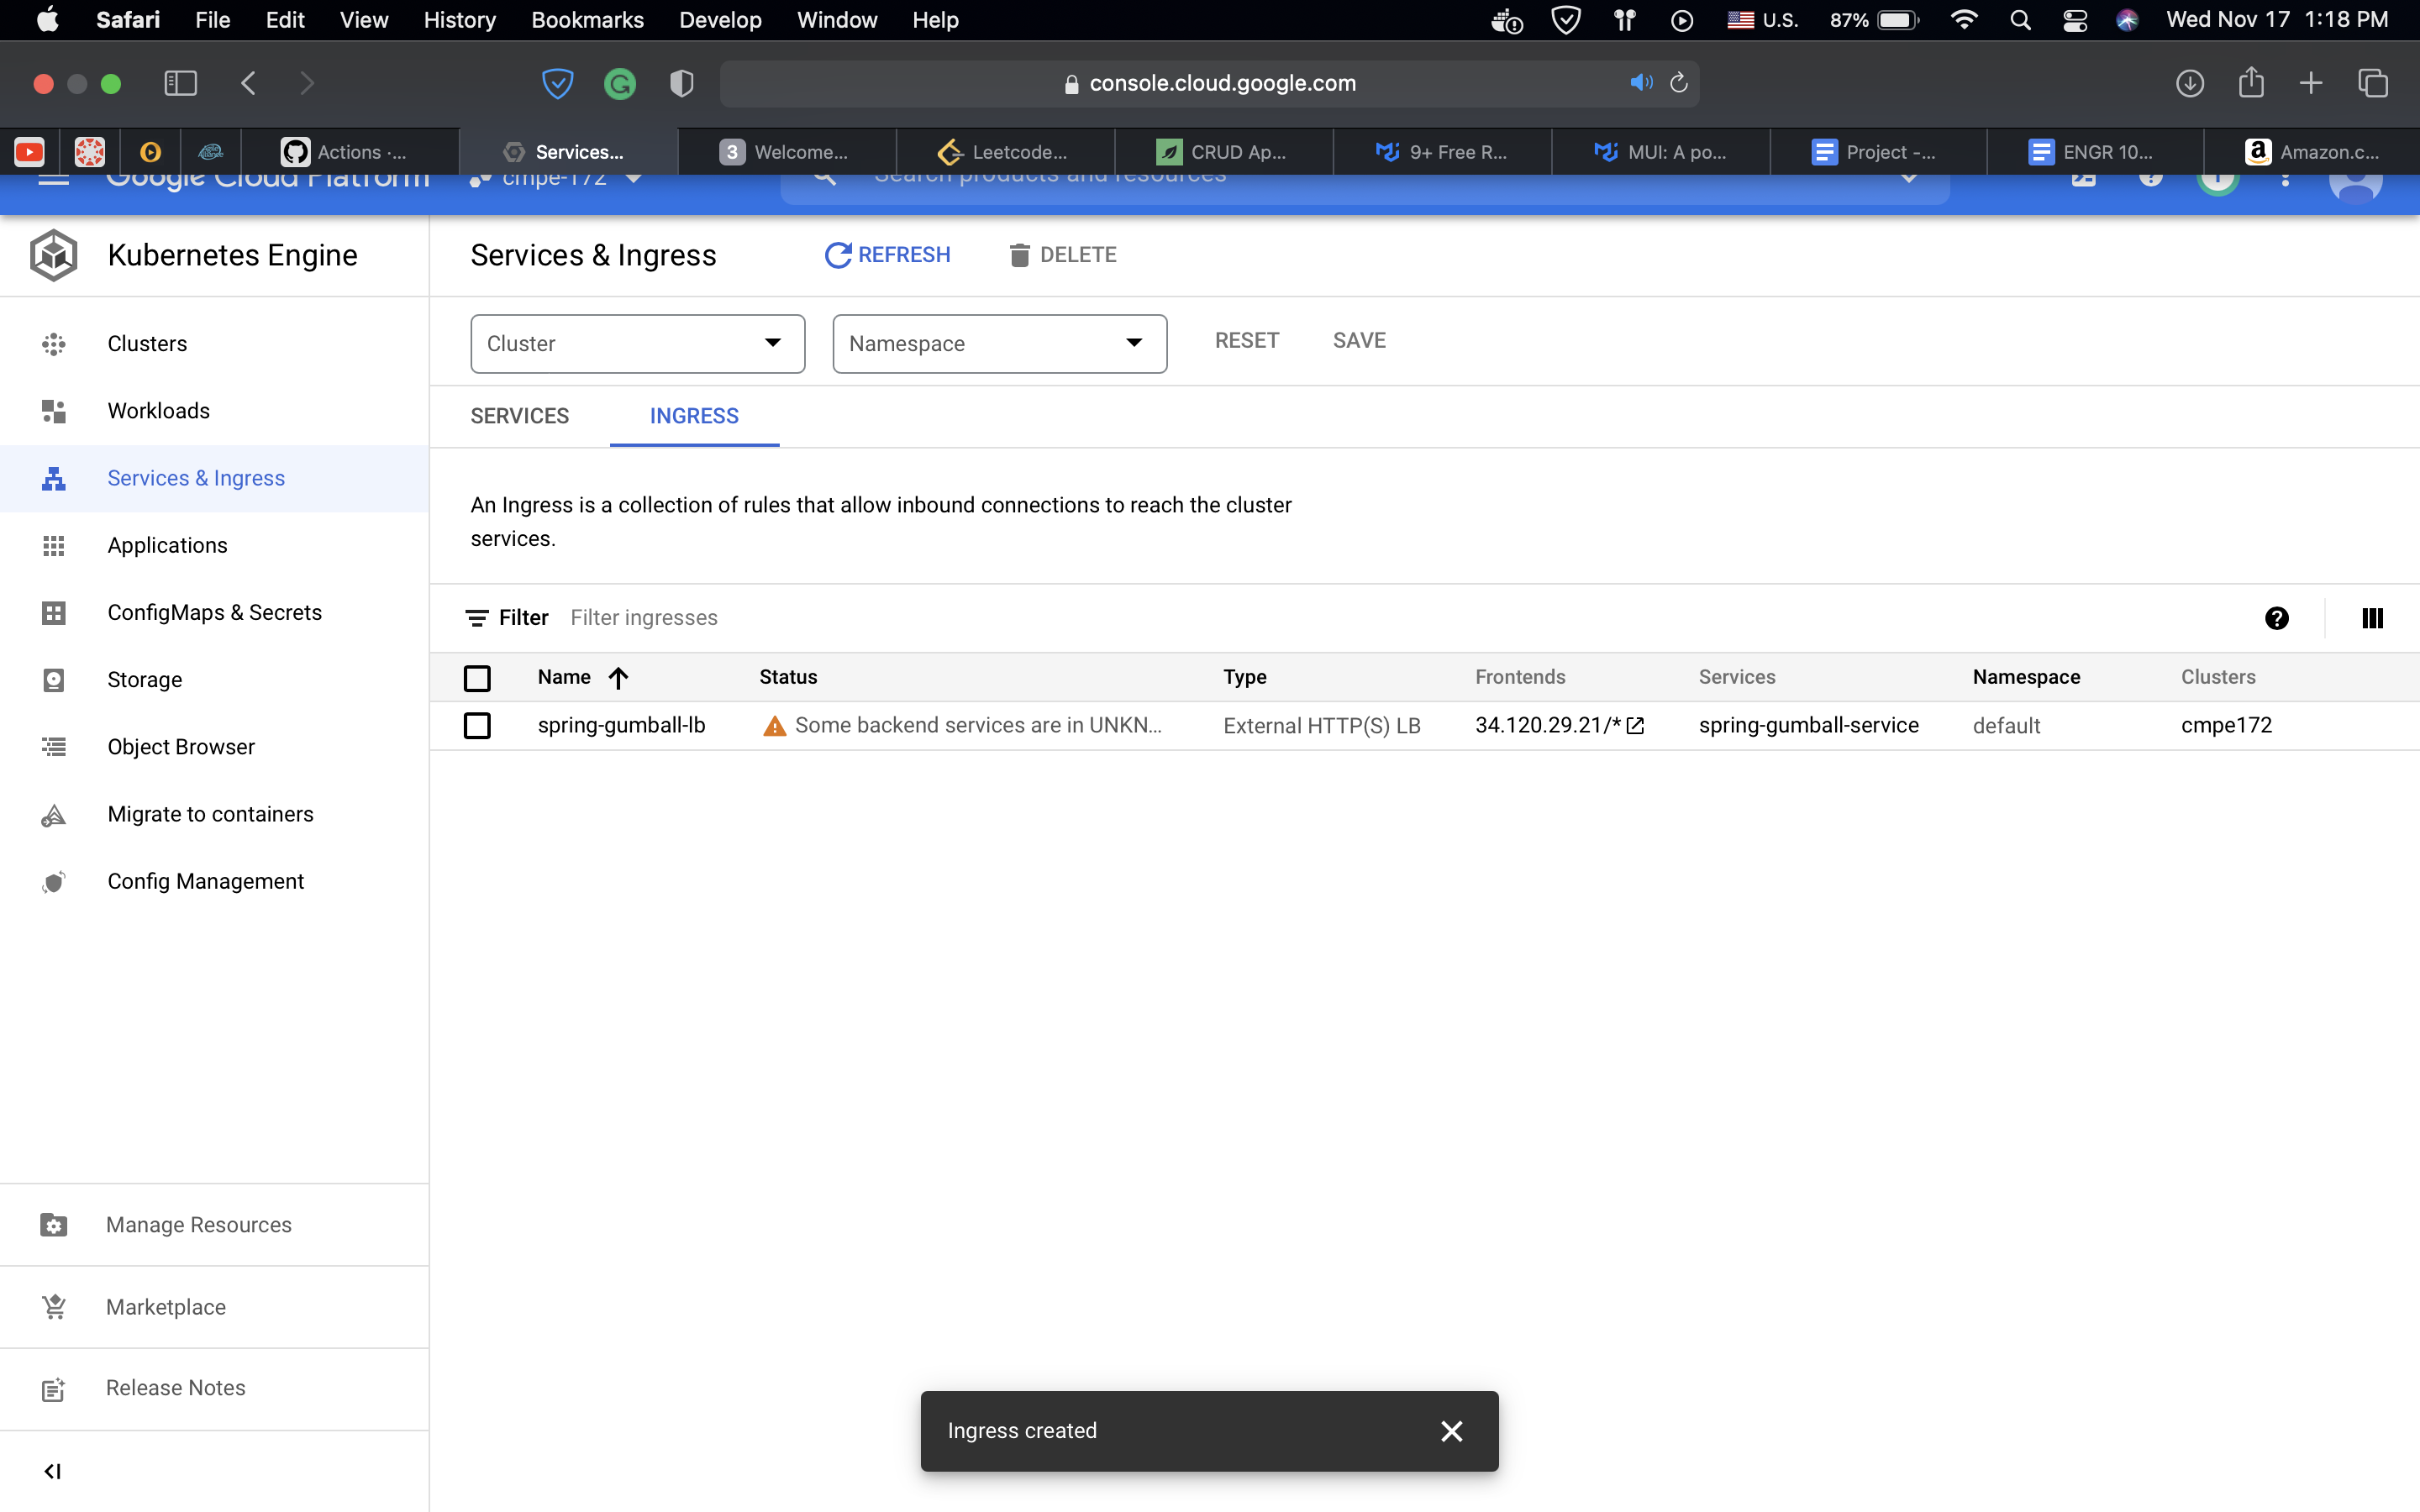 Safari File Edit View History Bookmarks Develop Window Help U.S. 87% Wed Nov 17 1:18 PM
console.cloud.google.com
Actions ·... Services... 3 Welcome... Leetcode... CRUD Ap... 9+ Free R... MUI: A po... Project -... ENGR 10... Amazon.c...
Google Cloud Platform cmpe-172 Search products and resources
Kubernetes Engine
Services & Ingress REFRESH DELETE
Clusters
Workloads
Services & Ingress
Applications
ConfigMaps & Secrets
Storage
Object Browser
Migrate to containers
Config Management
Manage Resources
Marketplace
Release Notes
Cluster Namespace RESET SAVE
SERVICES INGRESS
An Ingress is a collection of rules that allow inbound connections to reach the cluster
services.
Filter Filter ingresses
Name Status Type Frontends Services Namespace Clusters
spring-gumball-lb Some backend services are in UNKN... External HTTP(S) LB 34.120.29.21/* spring-gumball-service default cmpe172
Ingress created